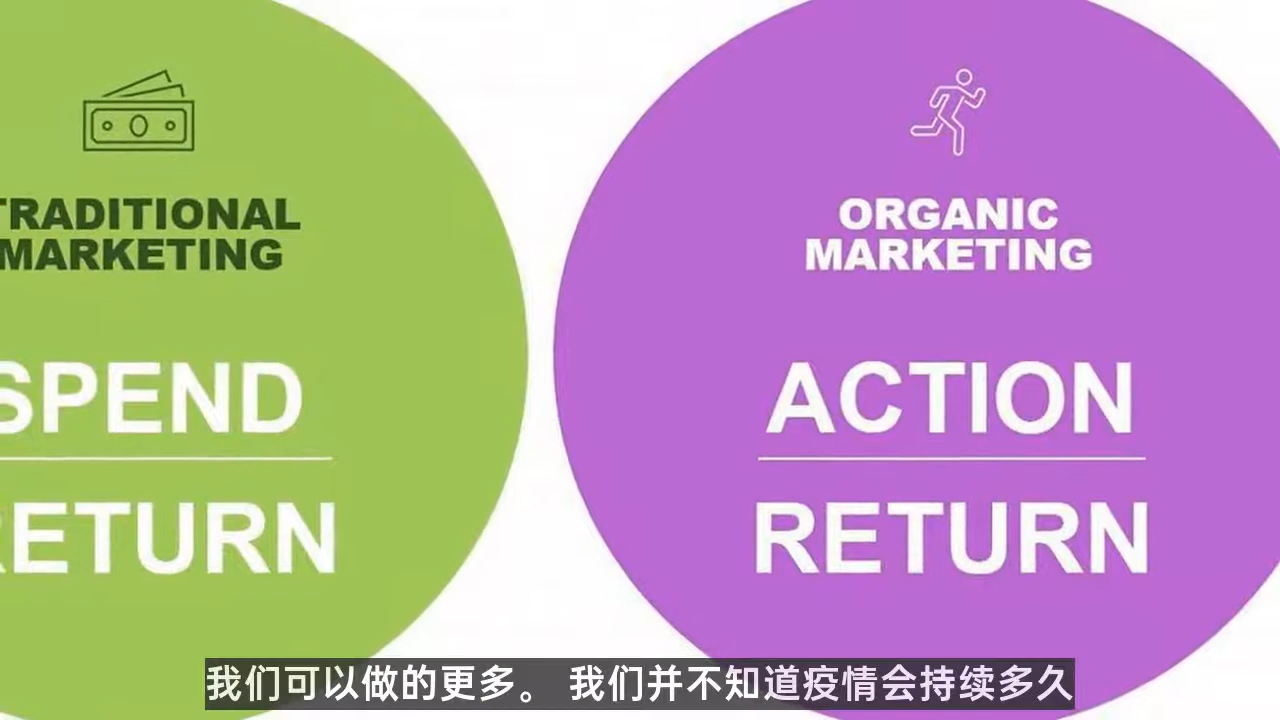 TRADITIONAL
MARKETING
SPEND
RETURN
ORGANIC
MARKETING
ACTION
RETURN
我们可以做的更多。 我们并不知道疫情会持续多久